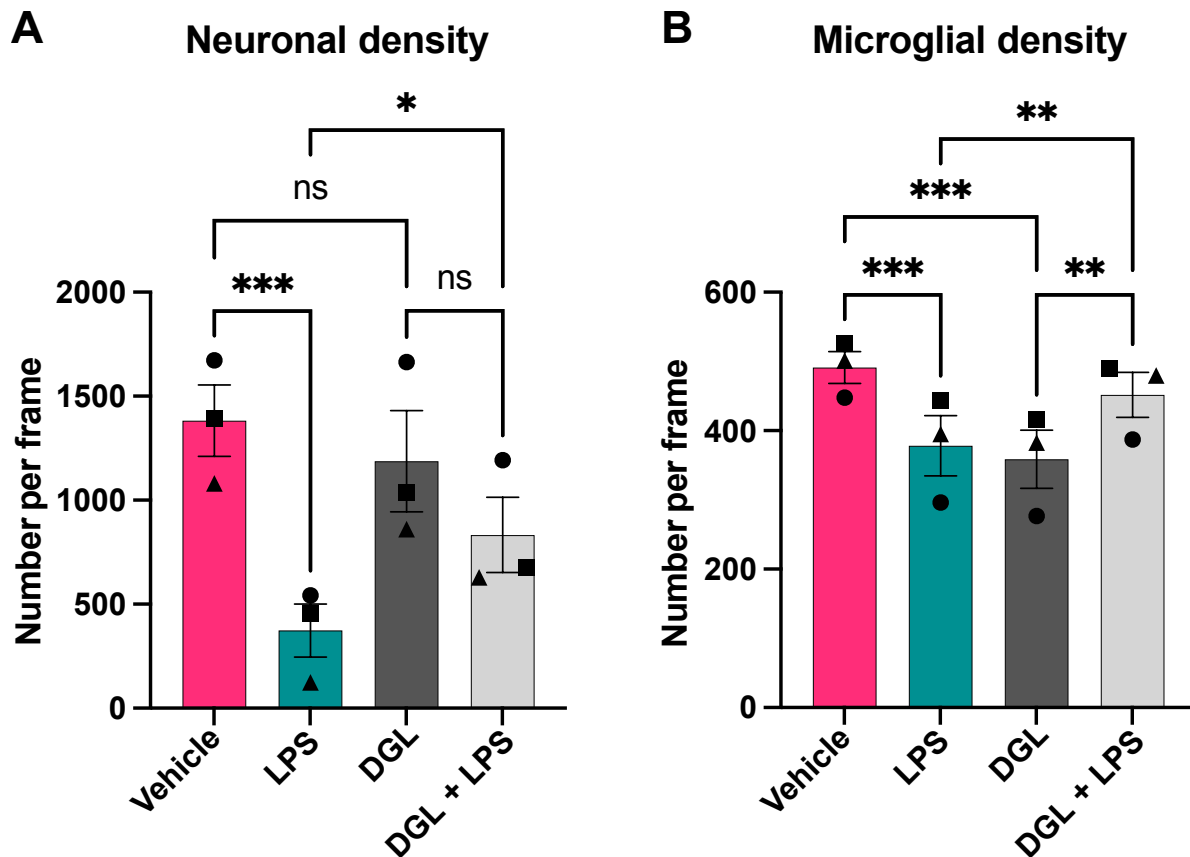 A
Neuronal density
*
ns
***
ns
2000
1500
1000
500
0
Number per frame
Vehicle
LPS
DGL
DGL + LPS
B
Microglial density
**
***
***
**
600
400
200
0
Number per frame
Vehicle
LPS
DGL
DGL + LPS